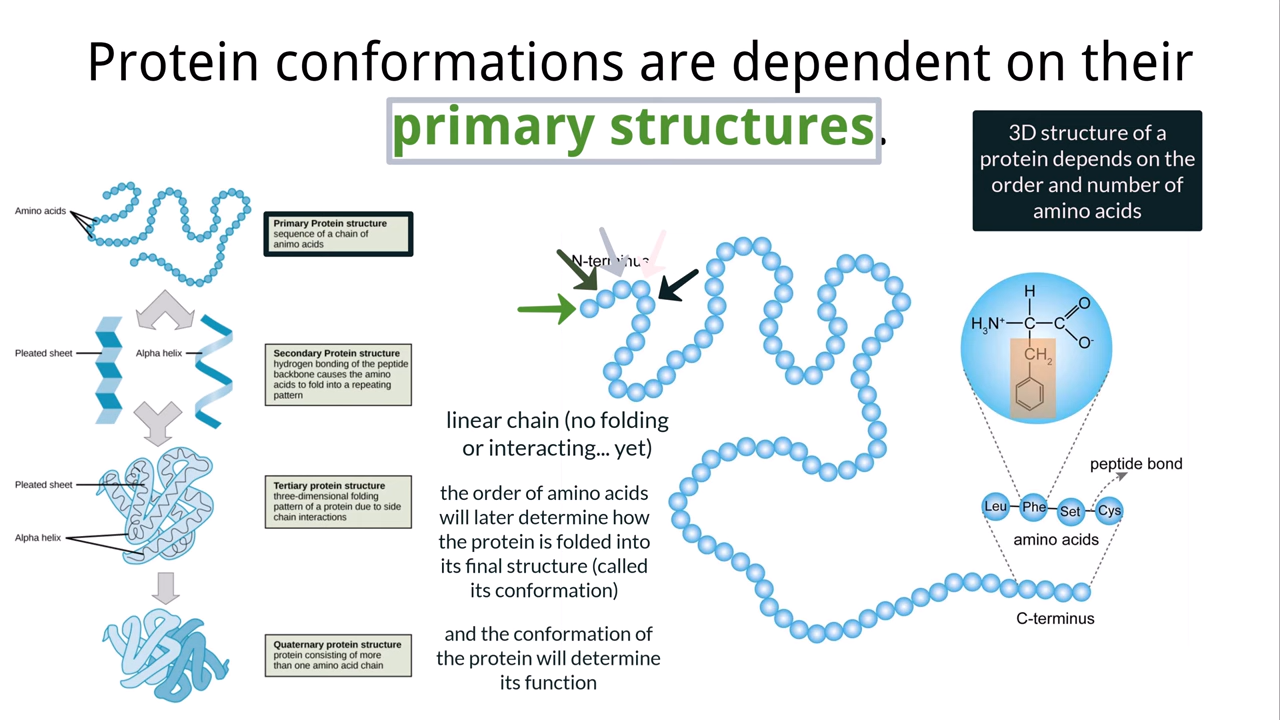 Protein conformations are dependent on their
primary structures.
3D structure of a
protein depends on the
order and number of
amino acids
Amino acids
Primary Protein structure
sequence of a chain of
animo acids
Pleated sheet
Alpha helix
Secondary Protein structure
hydrogen bonding of the peptide
backbone causes the amino
acids to fold into a repeating
pattern
Pleated sheet
Alpha helix
Tertiary protein structure
three-dimensional folding
pattern of a protein due to side
chain interactions
Quaternary protein structure
protein consisting of more
than one amino acid chain
N-terminus
linear chain (no folding
or interacting... yet)
the order of amino acids
will later determine how
the protein is folded into
its final structure (called
its conformation)
and the conformation of
the protein will determine
its function
H
H₃N⁺ C C O
O⁻
CH₂
peptide bond
Leu Phe Set Cys
amino acids
C-terminus